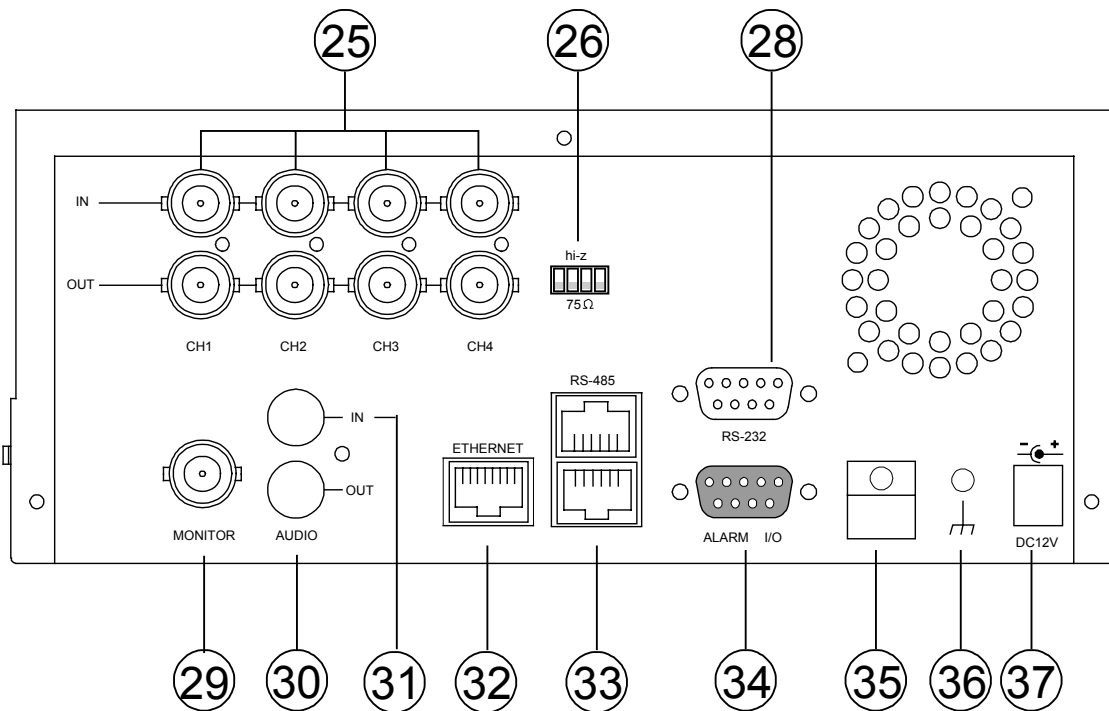 25 26 28
IN
hi-z
OUT
75Ω
CH1 CH2 CH3 CH4
RS-485
IN
RS-232
ETHERNET
- +
OUT
MONITOR AUDIO
ALARM I/O
DC12V
29 30 31 32 33 34 35 36 37